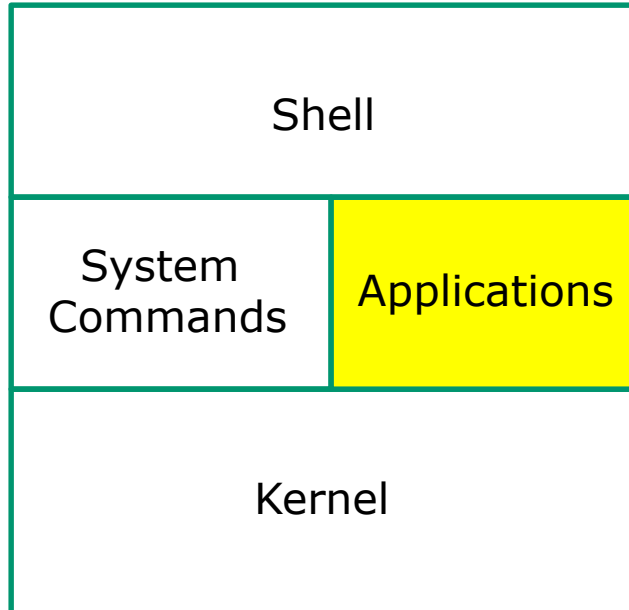 Shell
System
Commands
Applications
Kernel